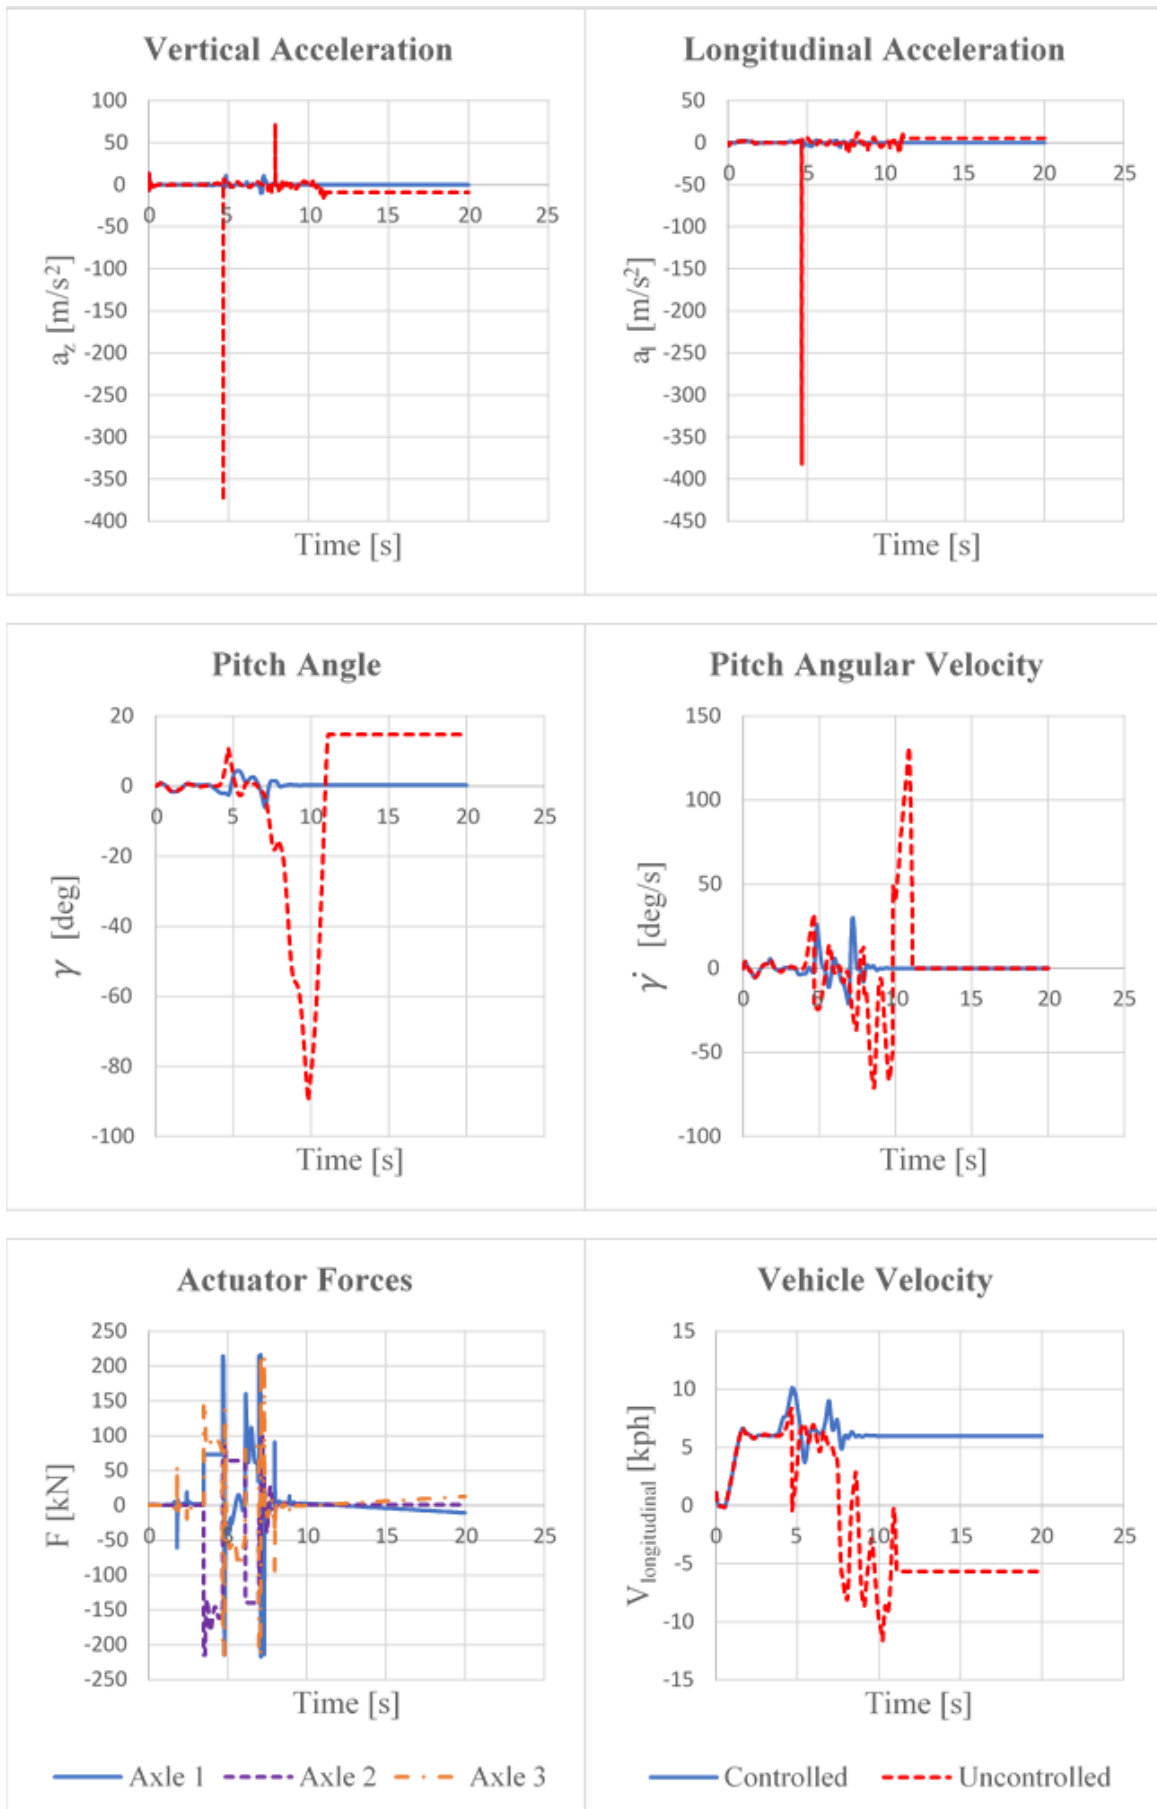 Vertical Acceleration
100
50
0
-50
-100
-150
-200
-250
-300
-350
-400
0 5 10 15 20 25
a_z [m/s²]
Time [s]
Longitudinal Acceleration
50
0
-50
-100
-150
-200
-250
-300
-350
-400
-450
0 5 10 15 20 25
a_l [m/s²]
Time [s]
Pitch Angle
20
0
-20
-40
-60
-80
-100
0 5 10 15 20 25
γ [deg]
Time [s]
Pitch Angular Velocity
150
100
50
0
-50
-100
0 5 10 15 20 25
γ̇ [deg/s]
Time [s]
Actuator Forces
250
200
150
100
50
0
-50
-100
-150
-200
-250
0 5 10 15 20 25
F [kN]
Time [s]
Axle 1 Axle 2 Axle 3
Vehicle Velocity
15
10
5
0
-5
-10
-15
0 5 10 15 20 25
V_longitudinal [kph]
Time [s]
Controlled Uncontrolled